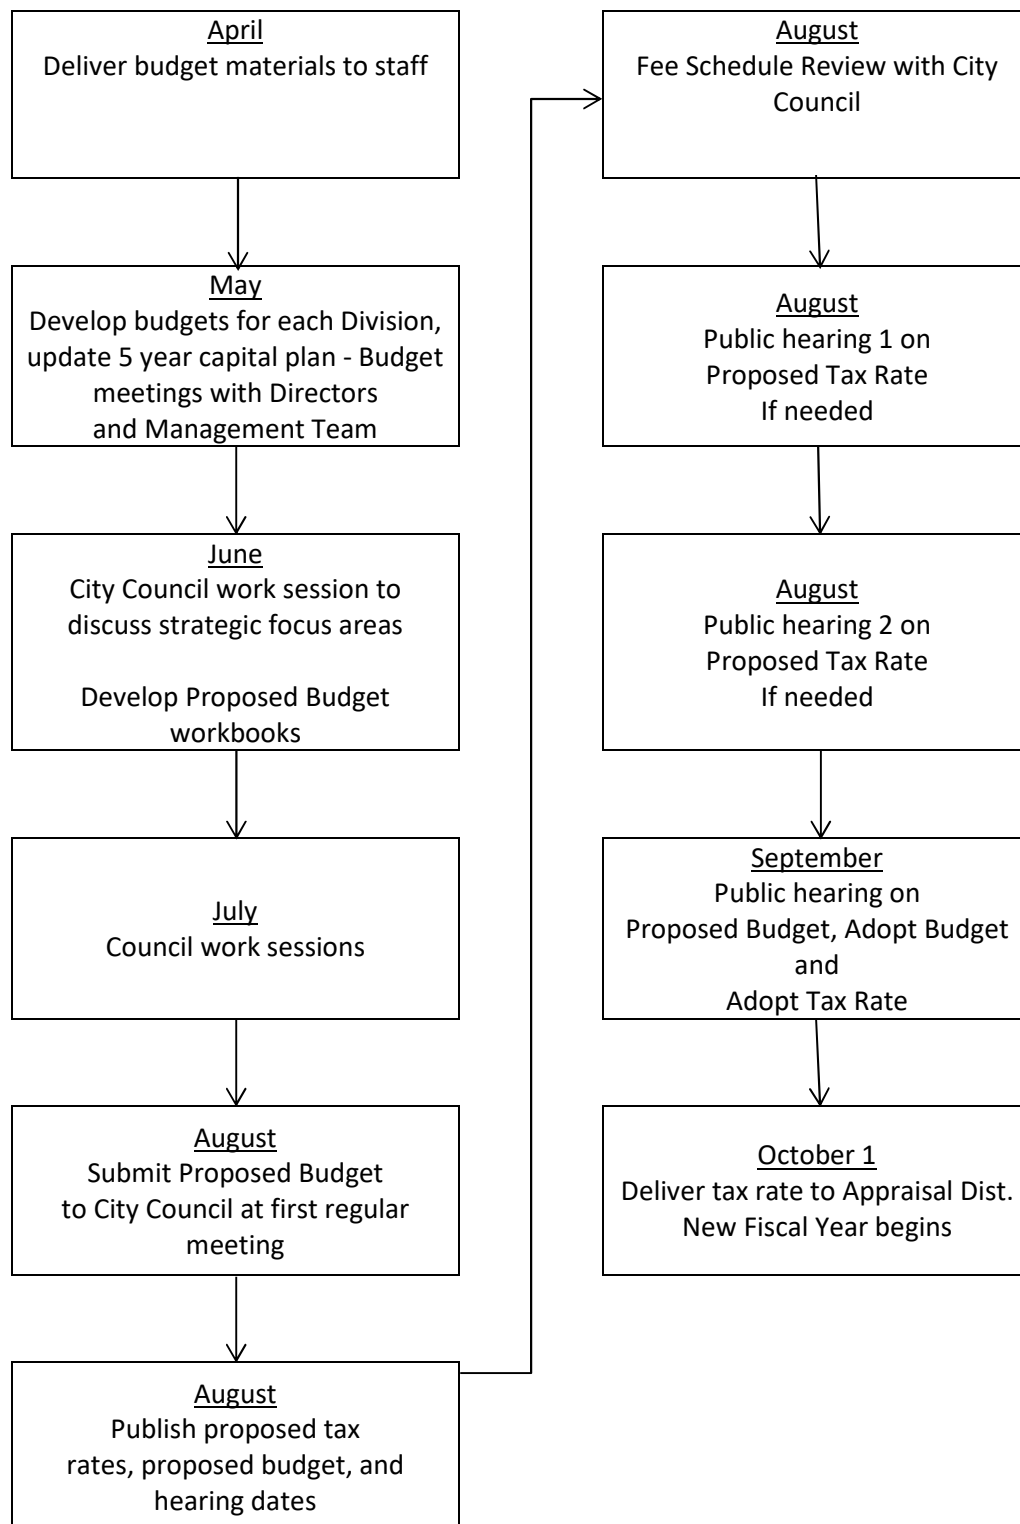 April
Deliver budget materials to staff
May
Develop budgets for each Division,
update 5 year capital plan - Budget
meetings with Directors
and Management Team
June
City Council work session to
discuss strategic focus areas
Develop Proposed Budget
workbooks
July
Council work sessions
August
Submit Proposed Budget
to City Council at first regular
meeting
August
Publish proposed tax
rates, proposed budget, and
hearing dates
August
Fee Schedule Review with City
Council
August
Public hearing 1 on
Proposed Tax Rate
If needed
August
Public hearing 2 on
Proposed Tax Rate
If needed
September
Public hearing on
Proposed Budget, Adopt Budget
and
Adopt Tax Rate
October 1
Deliver tax rate to Appraisal Dist.
New Fiscal Year begins